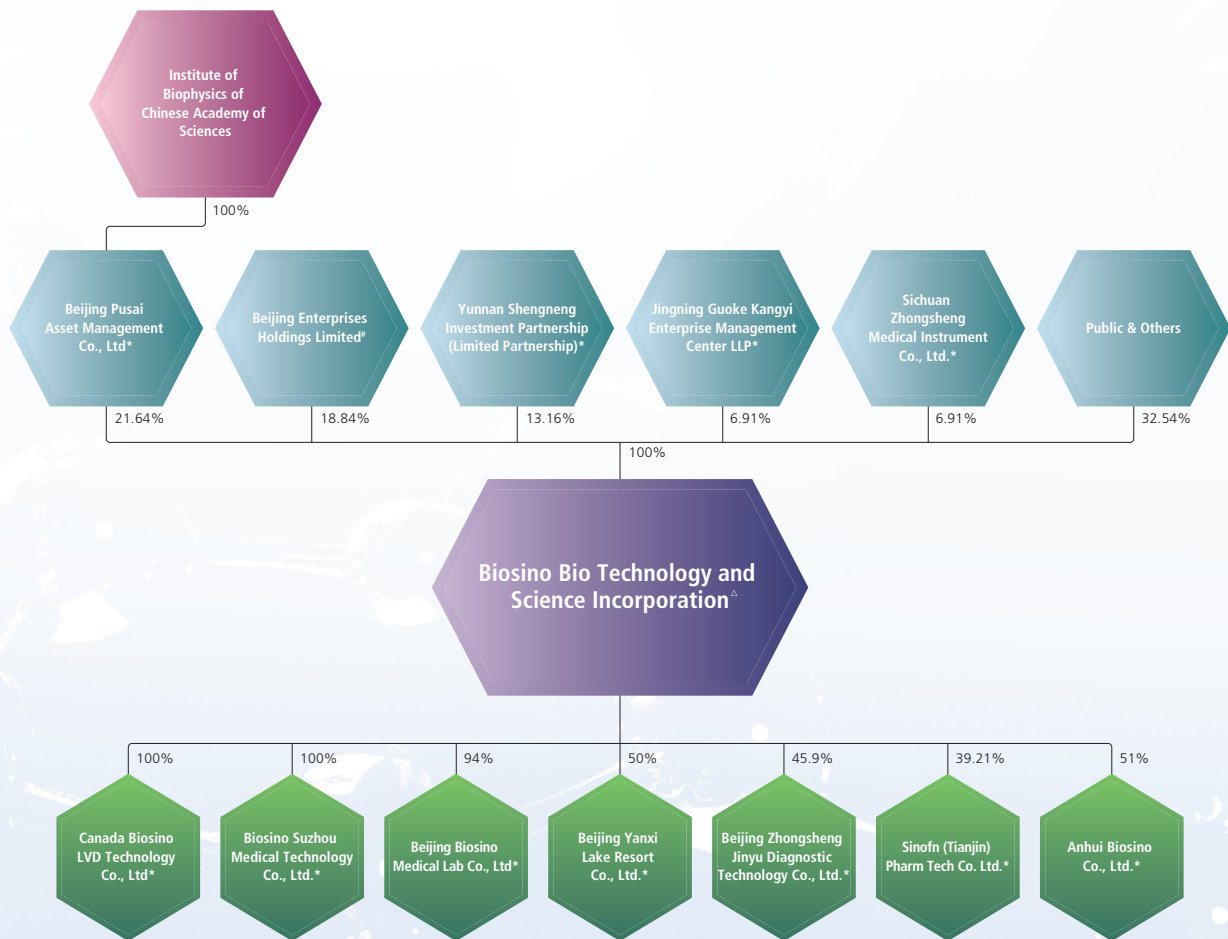 Institute of
Biophysics of
Chinese Academy of
Sciences
100%
Beijing Pusai
Asset Management
Co., Ltd*
Beijing Enterprises
Holdings Limited#
Yunnan Shengneng
Investment Partnership
(Limited Partnership)*
Jingning Guoke Kangyi
Enterprise Management
Center LLP*
Sichuan
Zhongsheng
Medical Instrument
Co., Ltd.*
Public & Others
21.64%
18.84%
13.16%
6.91%
6.91%
32.54%
100%
Biosino Bio Technology and
Science Incorporation△
100%
100%
94%
50%
45.9%
39.21%
51%
Canada Biosino
LVD Technology
Co., Ltd*
Biosino Suzhou
Medical Technology
Co., Ltd.*
Beijing Biosino
Medical Lab Co., Ltd*
Beijing Yanxi
Lake Resort
Co., Ltd.*
Beijing Zhongsheng
Jinyu Diagnostic
Technology Co., Ltd.*
Sinofn (Tianjin)
Pharm Tech Co. Ltd.*
Anhui Biosino
Co., Ltd.*